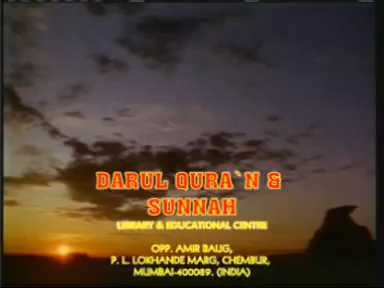 DARUL QURA`N &
SUNNAH
LIBRARY & EDUCATIONAL CENTRE
OPP. AMIR BAUG,
P. L. LOKHANDE MARG, CHEMBUR,
MUMBAI-400089. (INDIA)